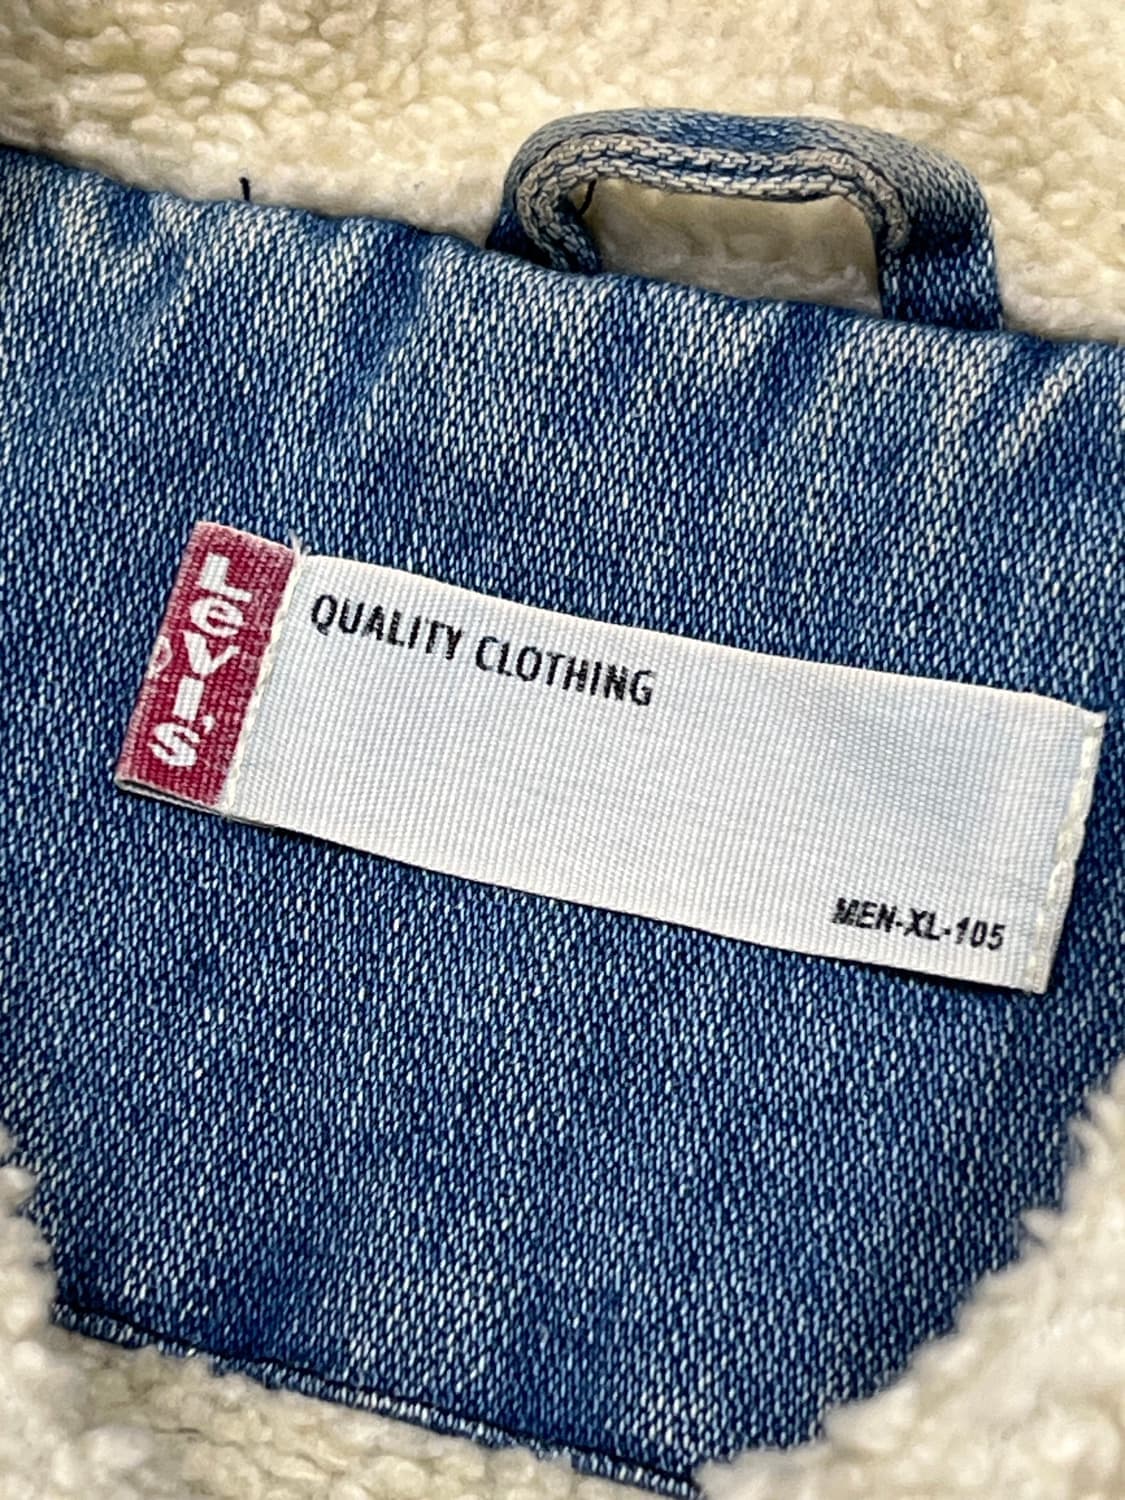 Levi's
®
QUALITY CLOTHING
MEN-XL-105